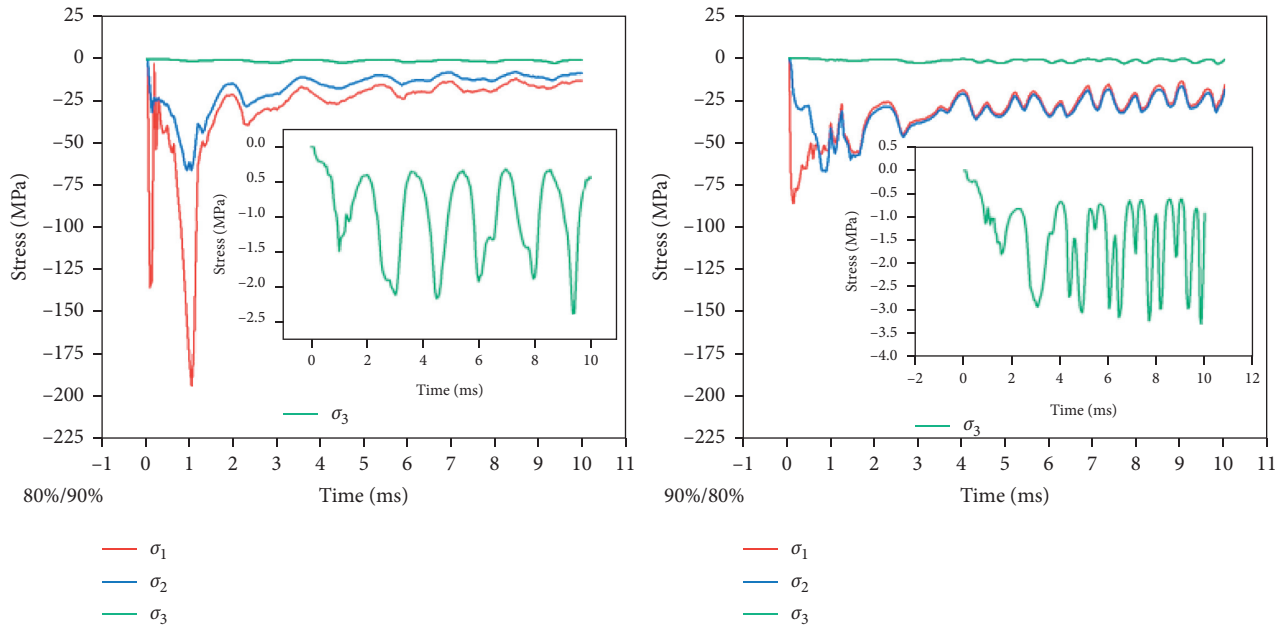 25
0
–25
–50
–75
–100
–125
–150
–175
–200
–225
Stress (MPa)
–1 0 1 2 3 4 5 6 7 8 9 10 11
80%/90%
Time (ms)
0.0
0.5
–1.0
–1.5
–2.0
–2.5
Stress (MPa)
0 2 4 6 8 10
Time (ms)
σ3
σ1
σ2
σ3
25
0
–25
–50
–75
–100
–125
–150
–175
–200
–225
Stress (MPa)
–1 0 1 2 3 4 5 6 7 8 9 10 11
90%/80%
Time (ms)
0.5
0.0
–0.5
–1.0
–1.5
–2.0
–2.5
–3.0
–3.5
–4.0
Stress (MPa)
–2 0 2 4 6 8 10 12
Time (ms)
σ3
σ1
σ2
σ3